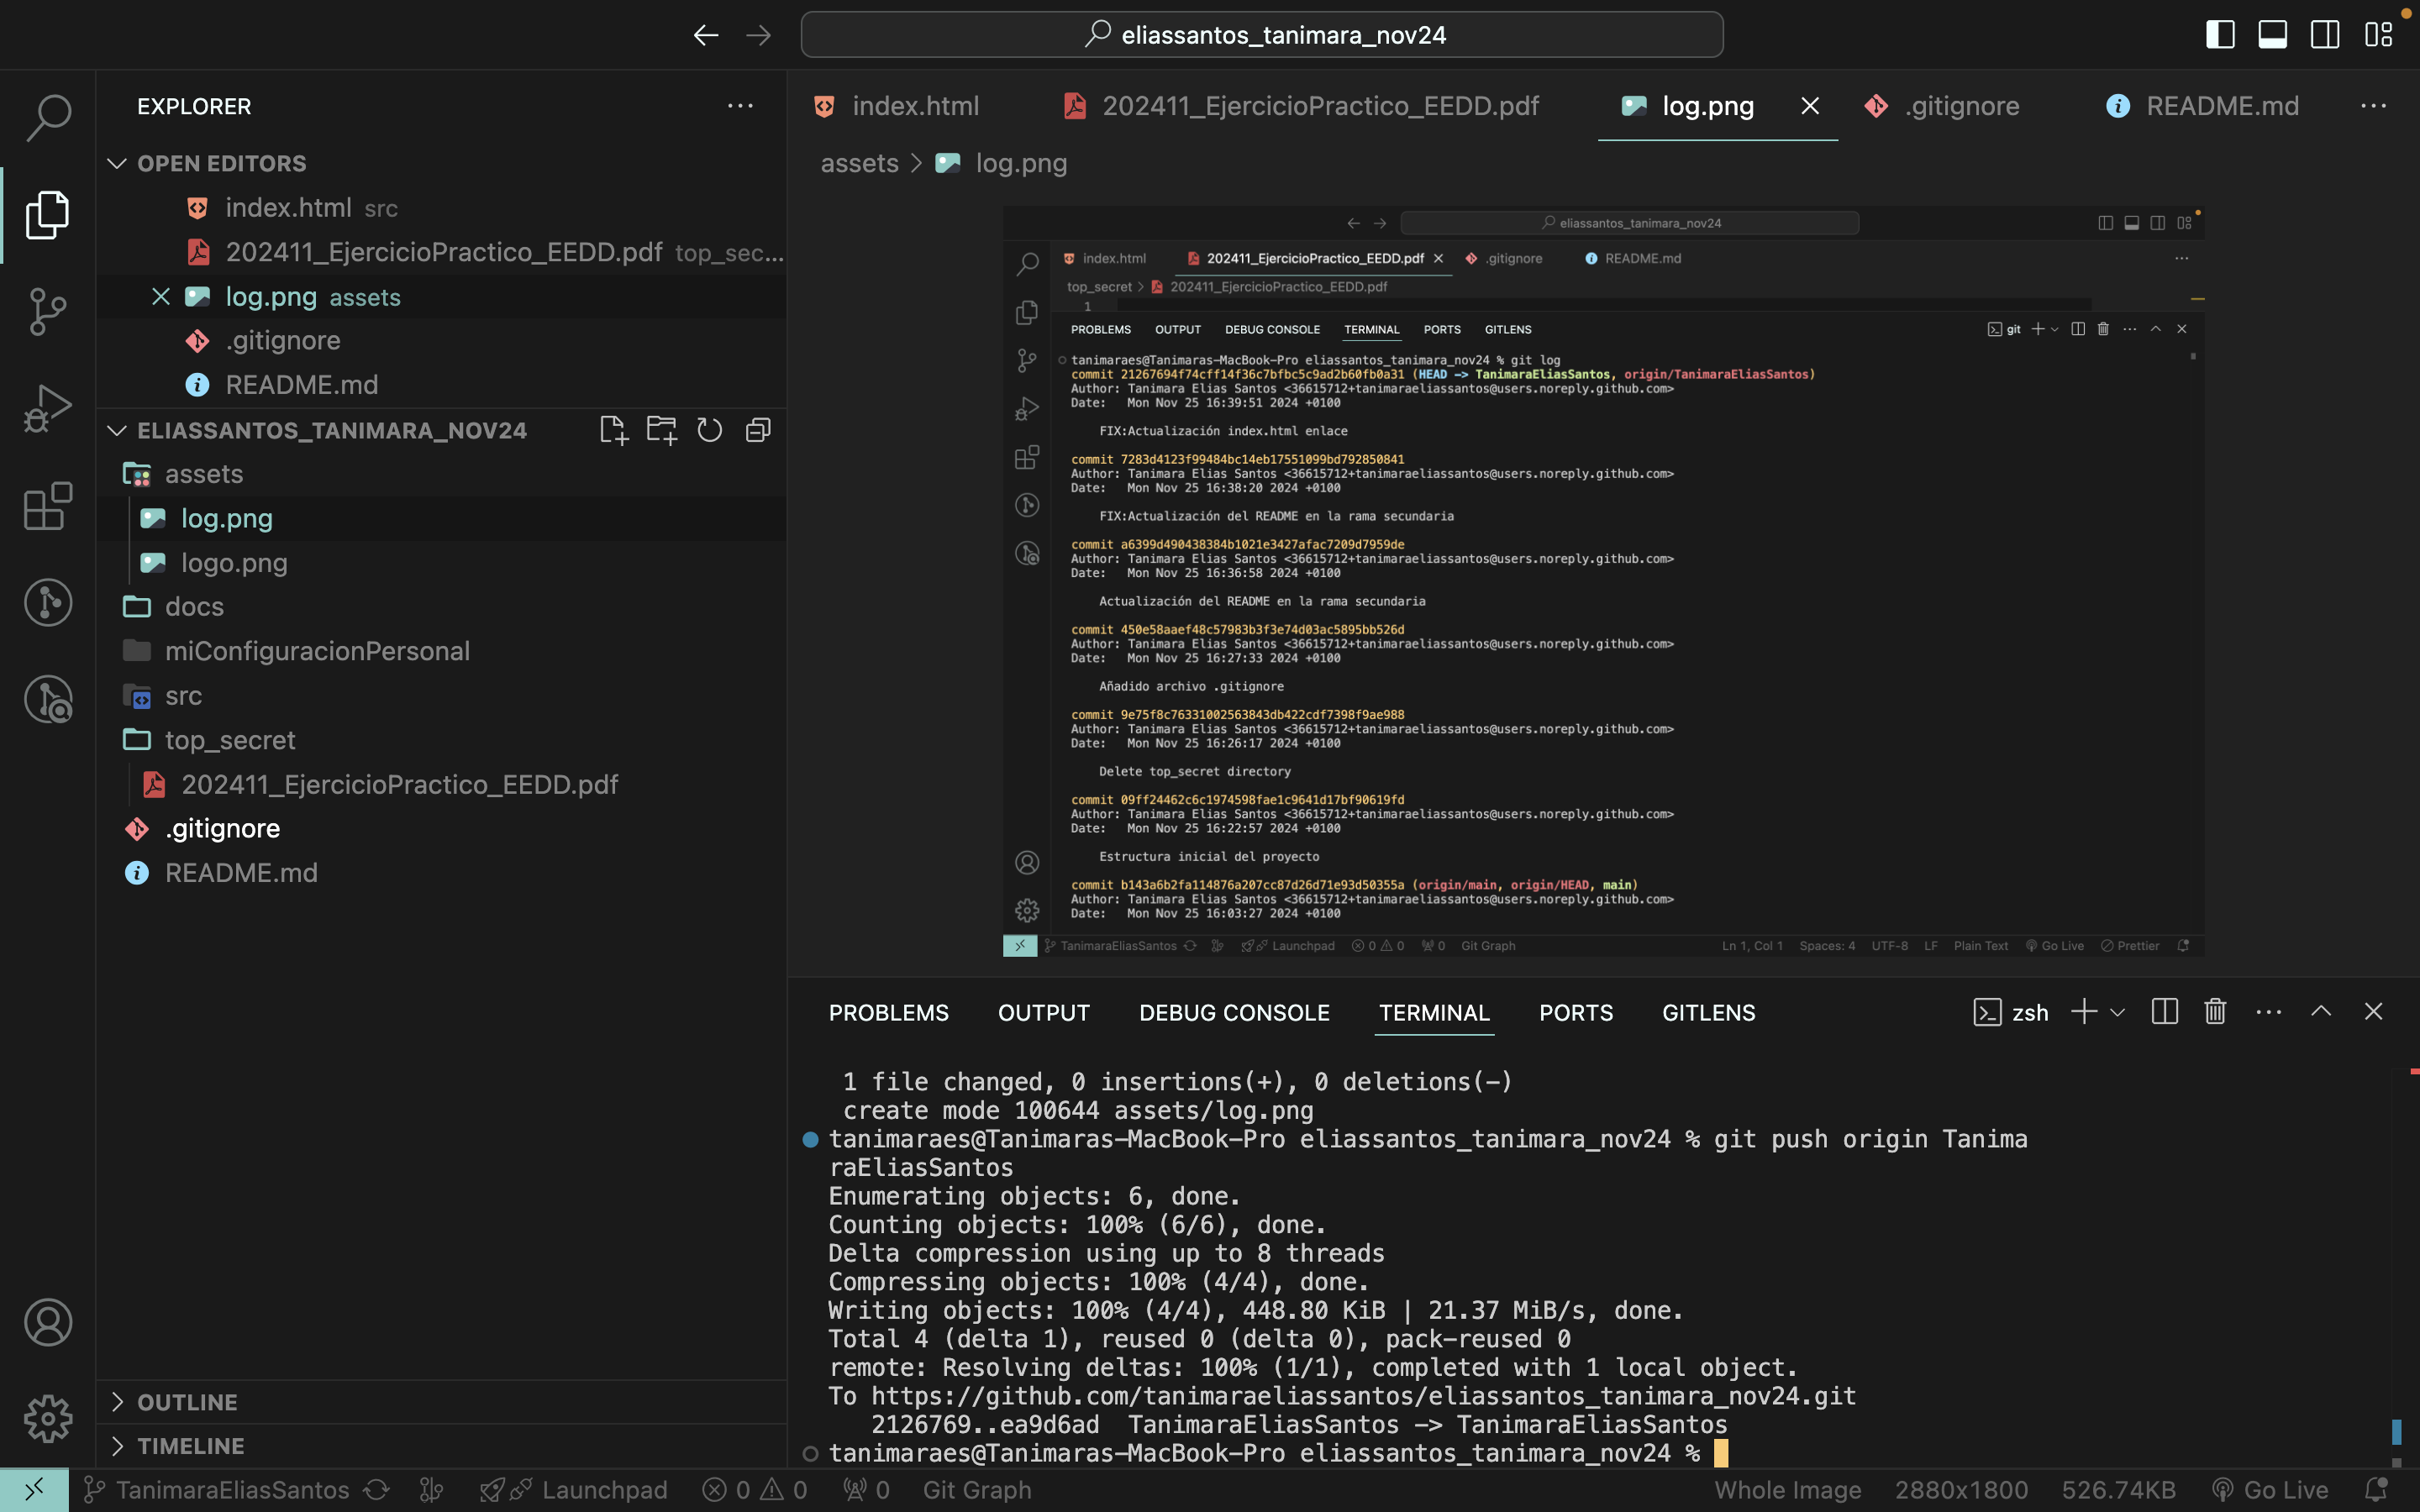 eliassantos_tanimara_nov24
EXPLORER
OPEN EDITORS
index.html src
202411_EjercicioPractico_EEDD.pdf top_sec...
log.png assets
.gitignore
README.md
ELIASSANTOS_TANIMARA_NOV24
assets
log.png
logo.png
docs
miConfiguracionPersonal
src
top_secret
202411_EjercicioPractico_EEDD.pdf
.gitignore
README.md
OUTLINE
TIMELINE
index.html
202411_EjercicioPractico_EEDD.pdf
log.png
.gitignore
README.md
assets > log.png
eliassantos_tanimara_nov24
index.html
202411_EjercicioPractico_EEDD.pdf
.gitignore
README.md
top_secret > 202411_EjercicioPractico_EEDD.pdf
1
PROBLEMS OUTPUT DEBUG CONSOLE TERMINAL PORTS GITLENS
git
tanimaraes@Tanimaras-MacBook-Pro eliassantos_tanimara_nov24 % git log
commit 21267694f74cff14f36c7bfbc5c9ad2b60fb0a31 (HEAD -> TanimaraEliasSantos, origin/TanimaraEliasSantos)
Author: Tanimara Elias Santos <36615712+tanimaraeliassantos@users.noreply.github.com>
Date: Mon Nov 25 16:39:51 2024 +0100
FIX:Actualización index.html enlace
commit 7283d4123f99484bc14eb17551099bd792850841
Author: Tanimara Elias Santos <36615712+tanimaraeliassantos@users.noreply.github.com>
Date: Mon Nov 25 16:38:20 2024 +0100
FIX:Actualización del README en la rama secundaria
commit a6399d490438384b1021e3427afac7209d7959de
Author: Tanimara Elias Santos <36615712+tanimaraeliassantos@users.noreply.github.com>
Date: Mon Nov 25 16:36:58 2024 +0100
Actualización del README en la rama secundaria
commit 450e58aaef48c57983b3f3e74d03ac5895bb526d
Author: Tanimara Elias Santos <36615712+tanimaraeliassantos@users.noreply.github.com>
Date: Mon Nov 25 16:27:33 2024 +0100
Añadido archivo .gitignore
commit 9e75f8c76331002563843db422cdf7398f9ae988
Author: Tanimara Elias Santos <36615712+tanimaraeliassantos@users.noreply.github.com>
Date: Mon Nov 25 16:26:17 2024 +0100
Delete top_secret directory
commit 09ff24462c6c1974598fae1c9641d17bf90619fd
Author: Tanimara Elias Santos <36615712+tanimaraeliassantos@users.noreply.github.com>
Date: Mon Nov 25 16:22:57 2024 +0100
Estructura inicial del proyecto
commit b143a6b2fa114876a207cc87d26d71e93d50355a (origin/main, origin/HEAD, main)
Author: Tanimara Elias Santos <36615712+tanimaraeliassantos@users.noreply.github.com>
Date: Mon Nov 25 16:03:27 2024 +0100
TanimaraEliasSantos Launchpad 0 0 0 Git Graph Ln 1, Col 1 Spaces: 4 UTF-8 LF Plain Text Go Live Prettier
PROBLEMS OUTPUT DEBUG CONSOLE TERMINAL PORTS GITLENS
zsh
1 file changed, 0 insertions(+), 0 deletions(-)
create mode 100644 assets/log.png
tanimaraes@Tanimaras-MacBook-Pro eliassantos_tanimara_nov24 % git push origin Tanima
raEliasSantos
Enumerating objects: 6, done.
Counting objects: 100% (6/6), done.
Delta compression using up to 8 threads
Compressing objects: 100% (4/4), done.
Writing objects: 100% (4/4), 448.80 KiB | 21.37 MiB/s, done.
Total 4 (delta 1), reused 0 (delta 0), pack-reused 0
remote: Resolving deltas: 100% (1/1), completed with 1 local object.
To https://github.com/tanimaraeliassantos/eliassantos_tanimara_nov24.git
2126769..ea9d6ad TanimaraEliasSantos -> TanimaraEliasSantos
tanimaraes@Tanimaras-MacBook-Pro eliassantos_tanimara_nov24 %
TanimaraEliasSantos Launchpad 0 0 0 Git Graph Whole Image 2880x1800 526.74KB Go Live